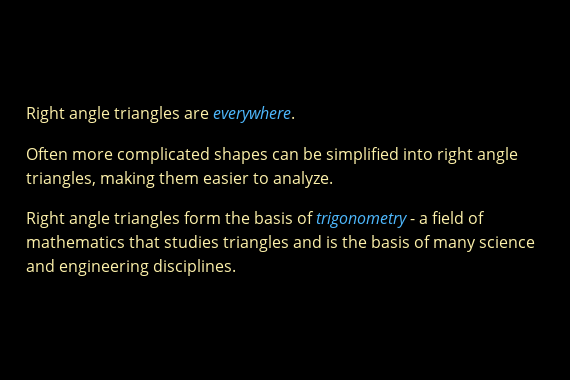 Right angle triangles are everywhere.
Often more complicated shapes can be simplified into right angle
triangles, making them easier to analyze.
Right angle triangles form the basis of trigonometry - a field of
mathematics that studies triangles and is the basis of many science
and engineering disciplines.